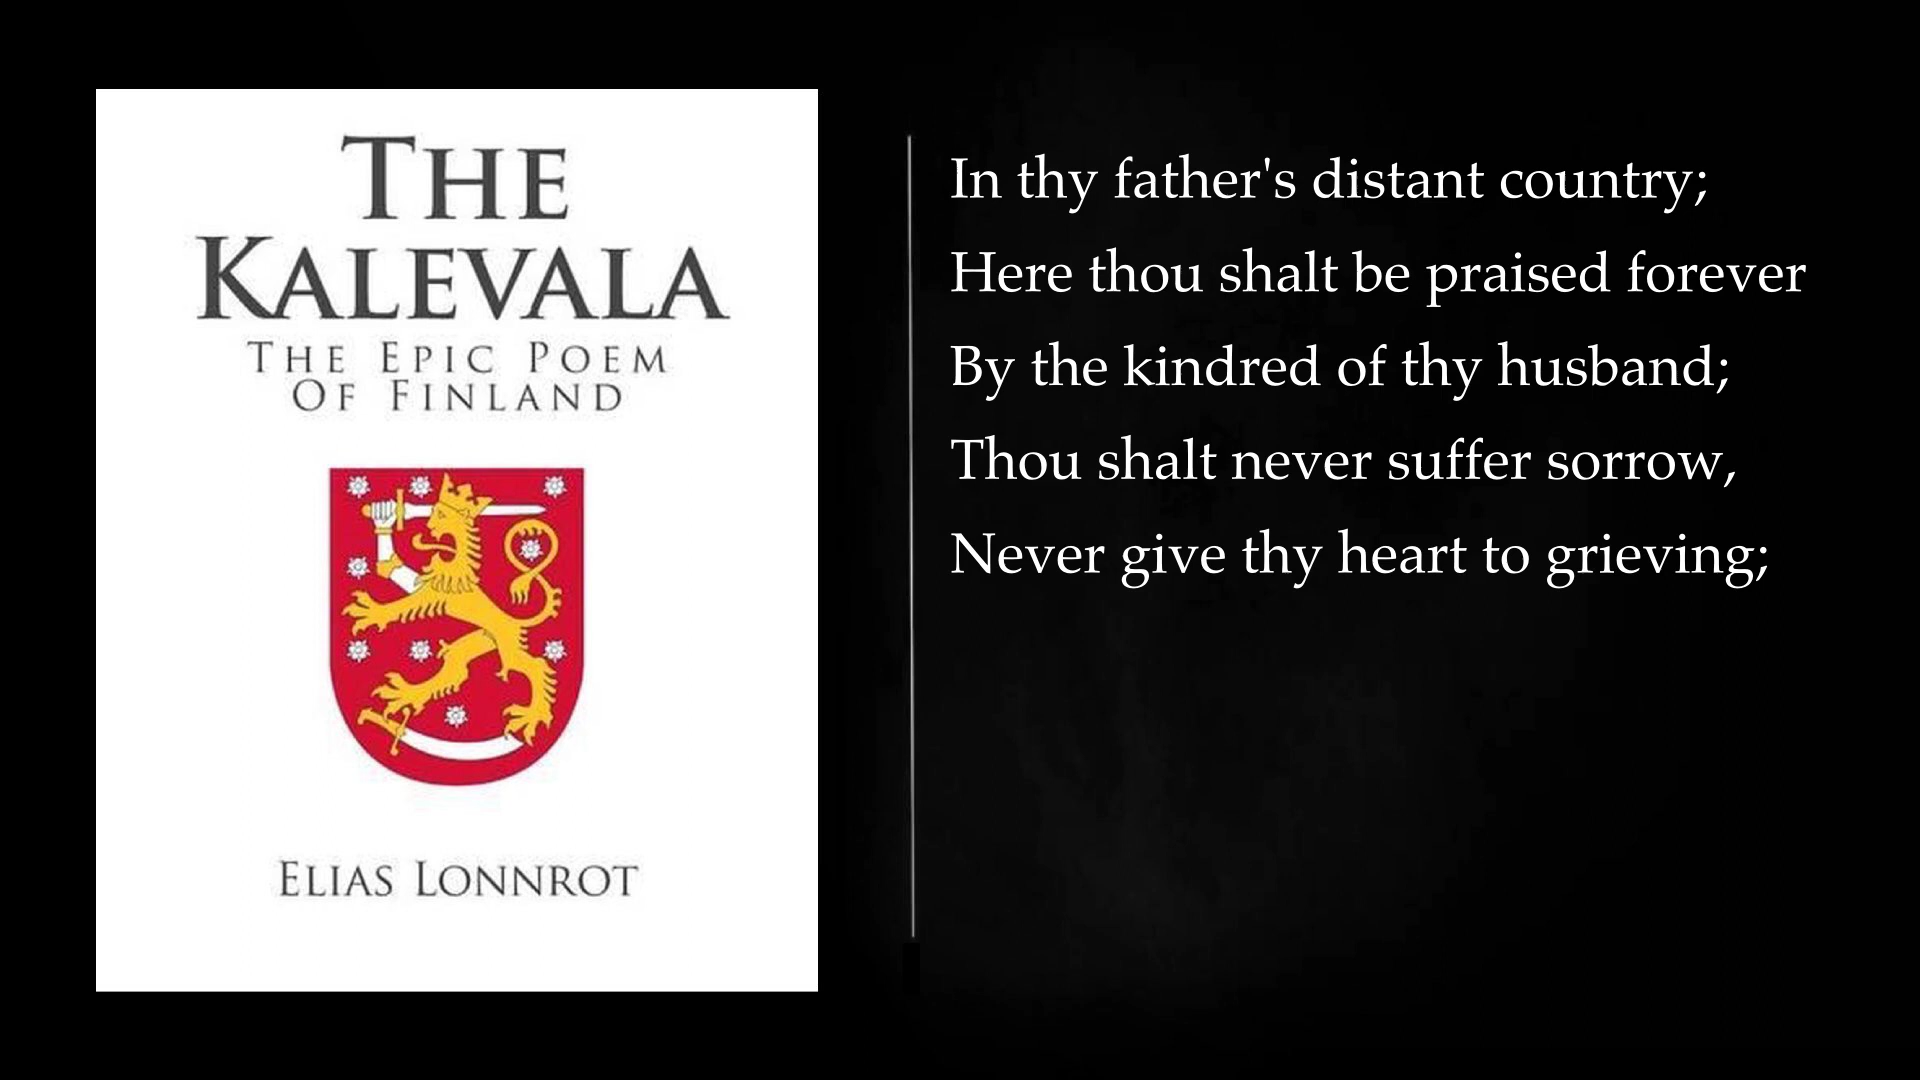 THE
KALEVALA
THE EPIC POEM
OF FINLAND
ELIAS LONNROT
In thy father's distant country;
Here thou shalt be praised forever
By the kindred of thy husband;
Thou shalt never suffer sorrow,
Never give thy heart to grieving;